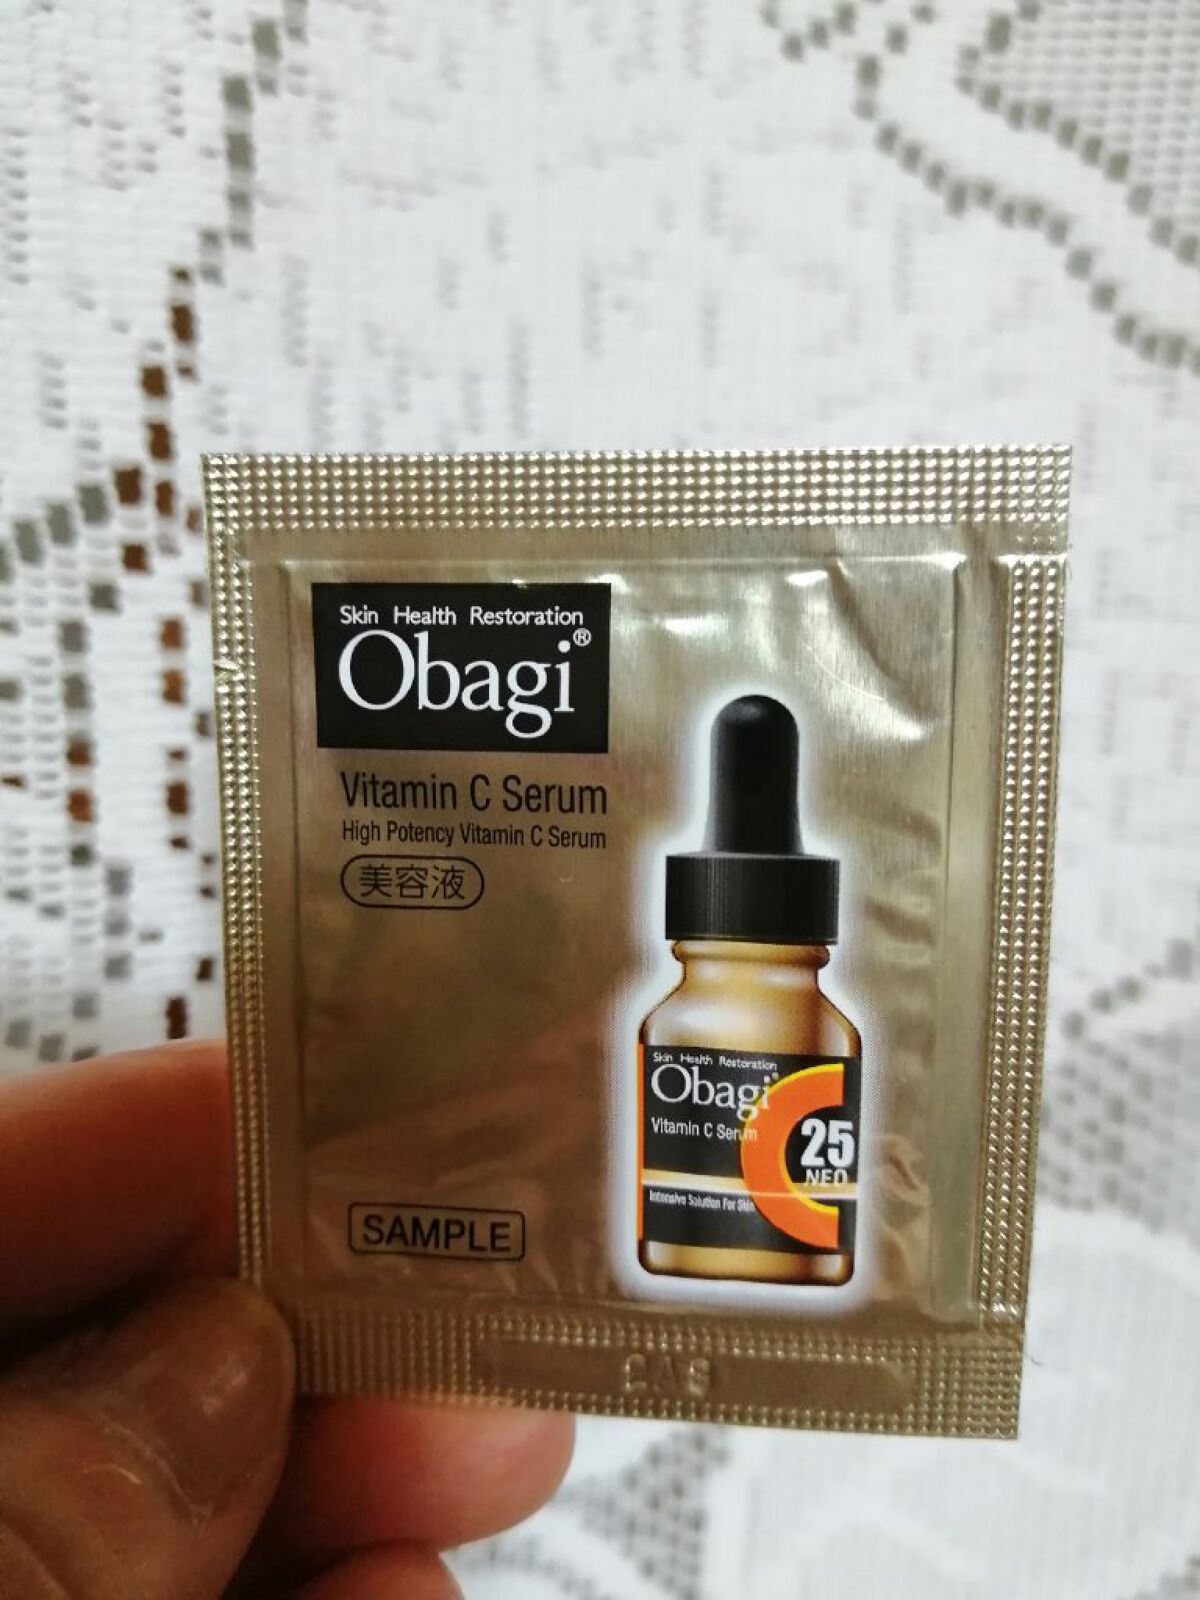 Skin Health Restoration
Obagi®
Vitamin C Serum
High Potency Vitamin C Serum
美容液
Skin Health Restoration
Obagi®
Vitamin C Serum
25
NEO
Intensive Solution For Skin
SAMPLE